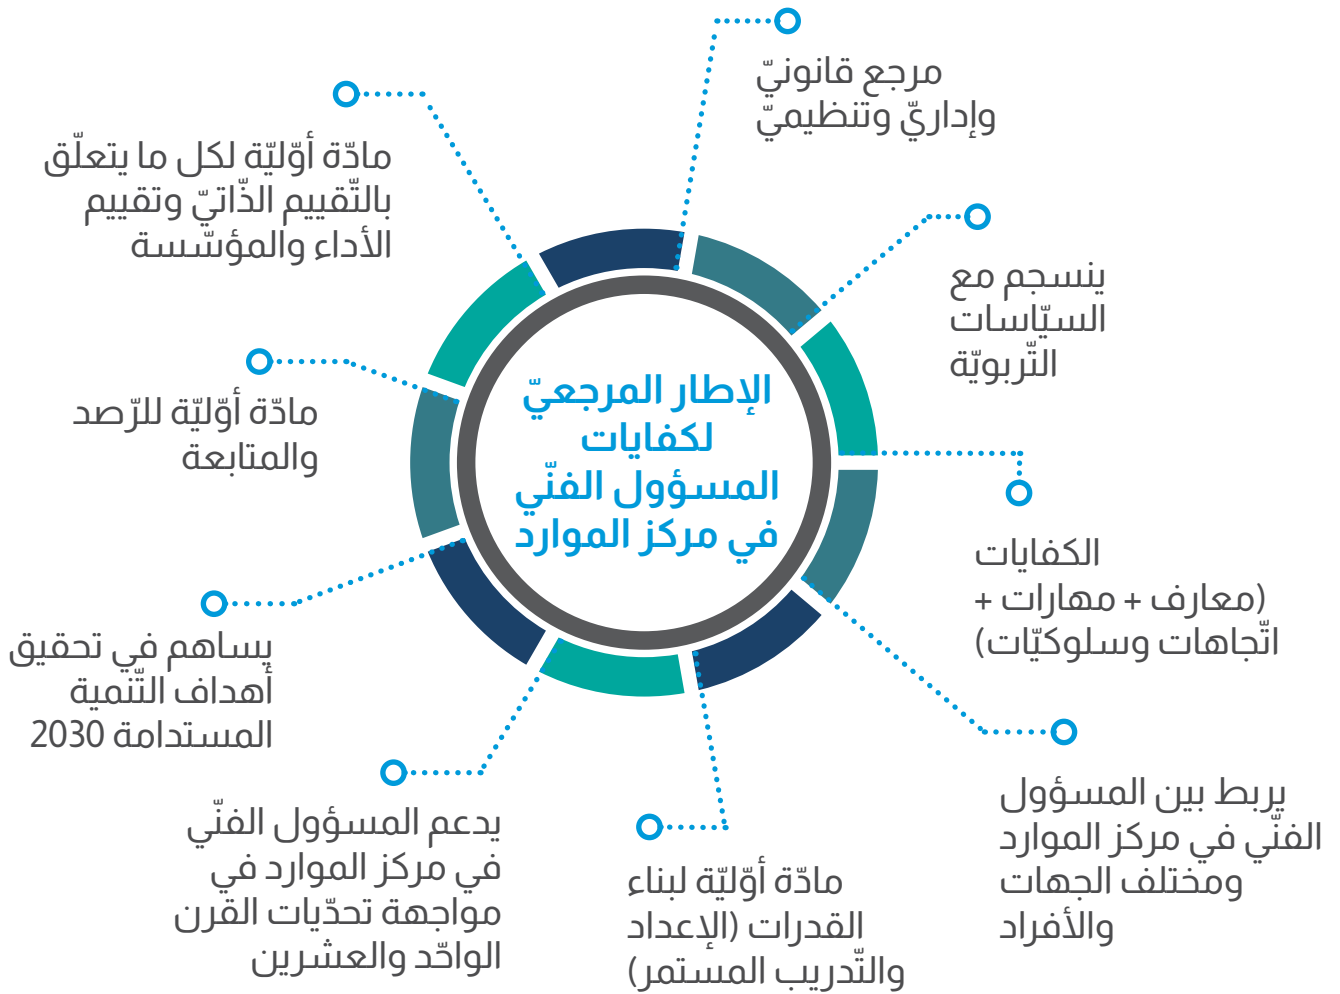 الإطار المرجعيّ
لكفايات
المسؤول الفنّي
في مركز الموارد
مرجع قانونيّ
وإداريّ وتنظيميّ
ينسجم مع
السيّاسات
التّربويّة
الكفايات
(معارف + مهارات +
اتّجاهات وسلوكيّات)
يربط بين المسؤول
الفنّي في مركز الموارد
ومختلف الجهات
والأفراد
مادّة أوّليّة لبناء
القدرات (الإعداد
والتّدريب المستمر)
يدعم المسؤول الفنّي
في مركز الموارد في
مواجهة تحدّيات القرن
الواحّد والعشرين
يساهم في تحقيق
أهداف التّنمية
المستدامة 2030
مادّة أوّليّة للرّصد
والمتابعة
مادّة أوّليّة لكل ما يتعلّق
بالتّقييم الذّاتيّ وتقييم
الأداء والمؤسّسة